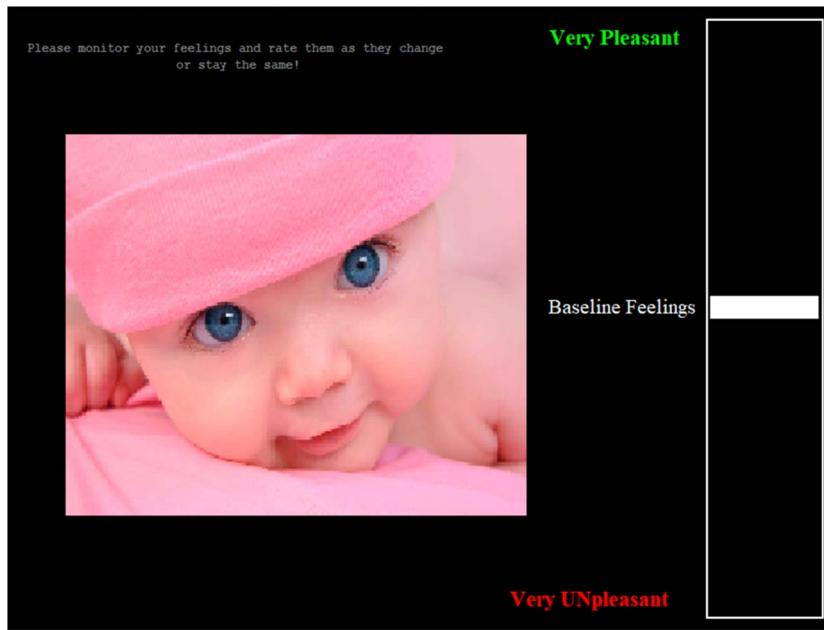 Please monitor your feelings and rate them as they change
or stay the same!
Very Pleasant
Baseline Feelings
Very UNpleasant